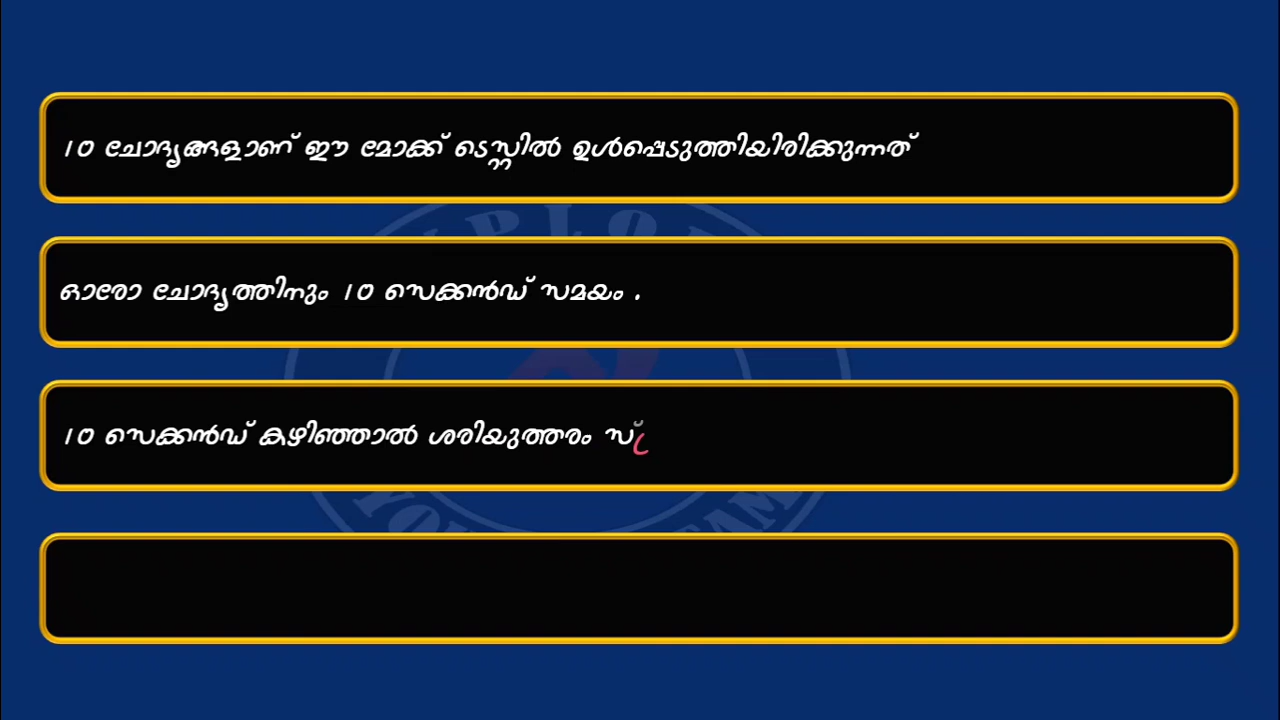 10 ചോദ്യങ്ങളാണ് ഈ മോക്ക് ടെസ്റ്റിൽ ഉൾപ്പെടുത്തിയിരിക്കുന്നത്
ഓരോ ചോദ്യത്തിനും 10 സെക്കൻഡ് സമയം .
10 സെക്കൻഡ് കഴിഞ്ഞാൽ ശരിയുത്തരം